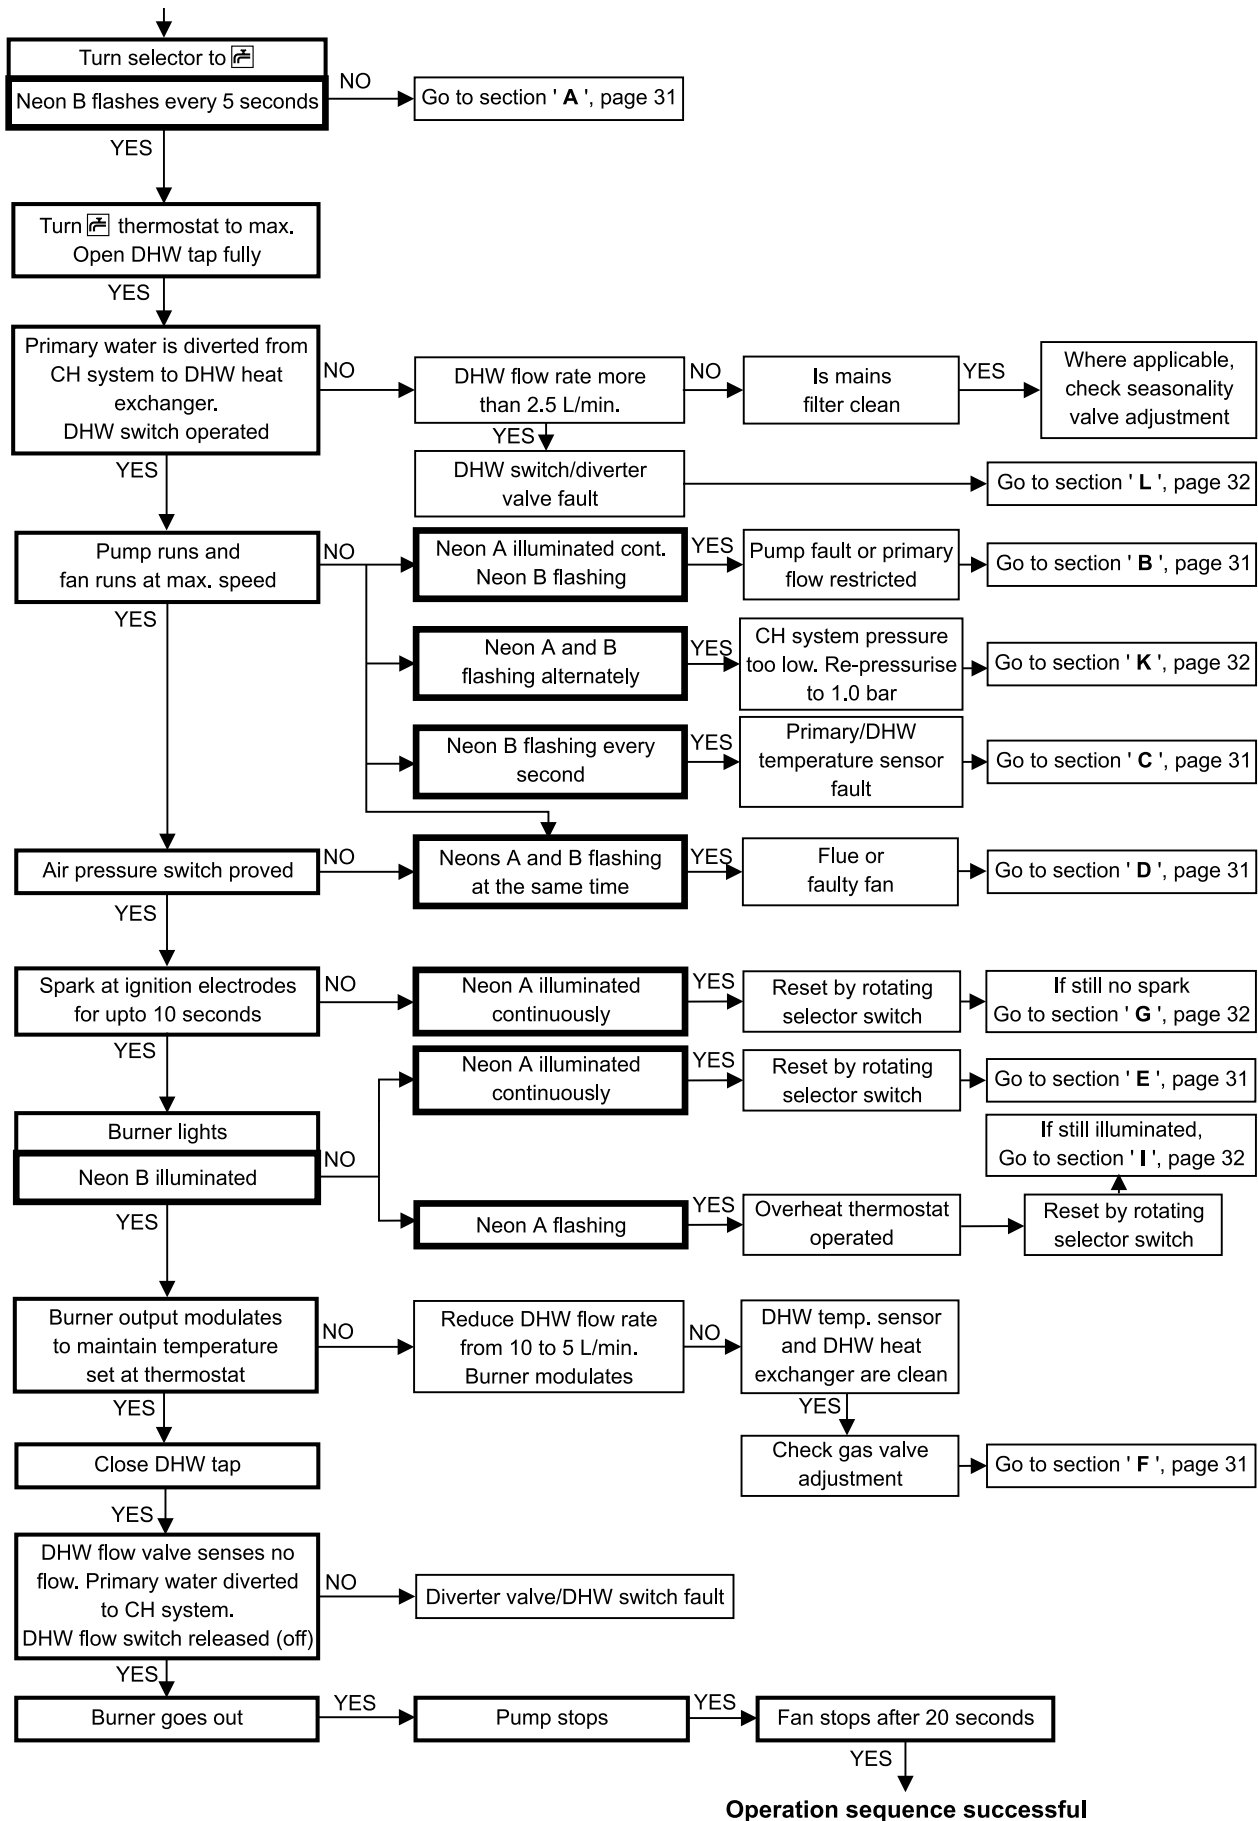 Turn selector to
Neon B flashes every 5 seconds
NO
Go to section ' A ', page 31
YES
Turn thermostat to max.
Open DHW tap fully
YES
Primary water is diverted from
CH system to DHW heat
exchanger.
DHW switch operated
NO
DHW flow rate more
than 2.5 L/min.
NO
Is mains
filter clean
YES
Where applicable,
check seasonality
valve adjustment
YES
DHW switch/diverter
valve fault
Go to section ' L ', page 32
YES
Pump runs and
fan runs at max. speed
NO
Neon A illuminated cont.
Neon B flashing
YES
Pump fault or primary
flow restricted
Go to section ' B ', page 31
YES
Neon A and B
flashing alternately
YES
CH system pressure
too low. Re-pressurise
to 1.0 bar
Go to section ' K ', page 32
Neon B flashing every
second
YES
Primary/DHW
temperature sensor
fault
Go to section ' C ', page 31
Air pressure switch proved
NO
Neons A and B flashing
at the same time
YES
Flue or
faulty fan
Go to section ' D ', page 31
YES
Spark at ignition electrodes
for upto 10 seconds
NO
Neon A illuminated
continuously
YES
Reset by rotating
selector switch
If still no spark
Go to section ' G ', page 32
YES
Neon A illuminated
continuously
YES
Reset by rotating
selector switch
Go to section ' E ', page 31
Burner lights
Neon B illuminated
NO
If still illuminated,
Go to section ' I ', page 32
YES
Neon A flashing
YES
Overheat thermostat
operated
Reset by rotating
selector switch
Burner output modulates
to maintain temperature
set at thermostat
NO
Reduce DHW flow rate
from 10 to 5 L/min.
Burner modulates
NO
DHW temp. sensor
and DHW heat
exchanger are clean
YES
YES
Close DHW tap
Check gas valve
adjustment
Go to section ' F ', page 31
YES
DHW flow valve senses no
flow. Primary water diverted
to CH system.
DHW flow switch released (off)
NO
Diverter valve/DHW switch fault
YES
Burner goes out
YES
Pump stops
YES
Fan stops after 20 seconds
YES
Operation sequence successful